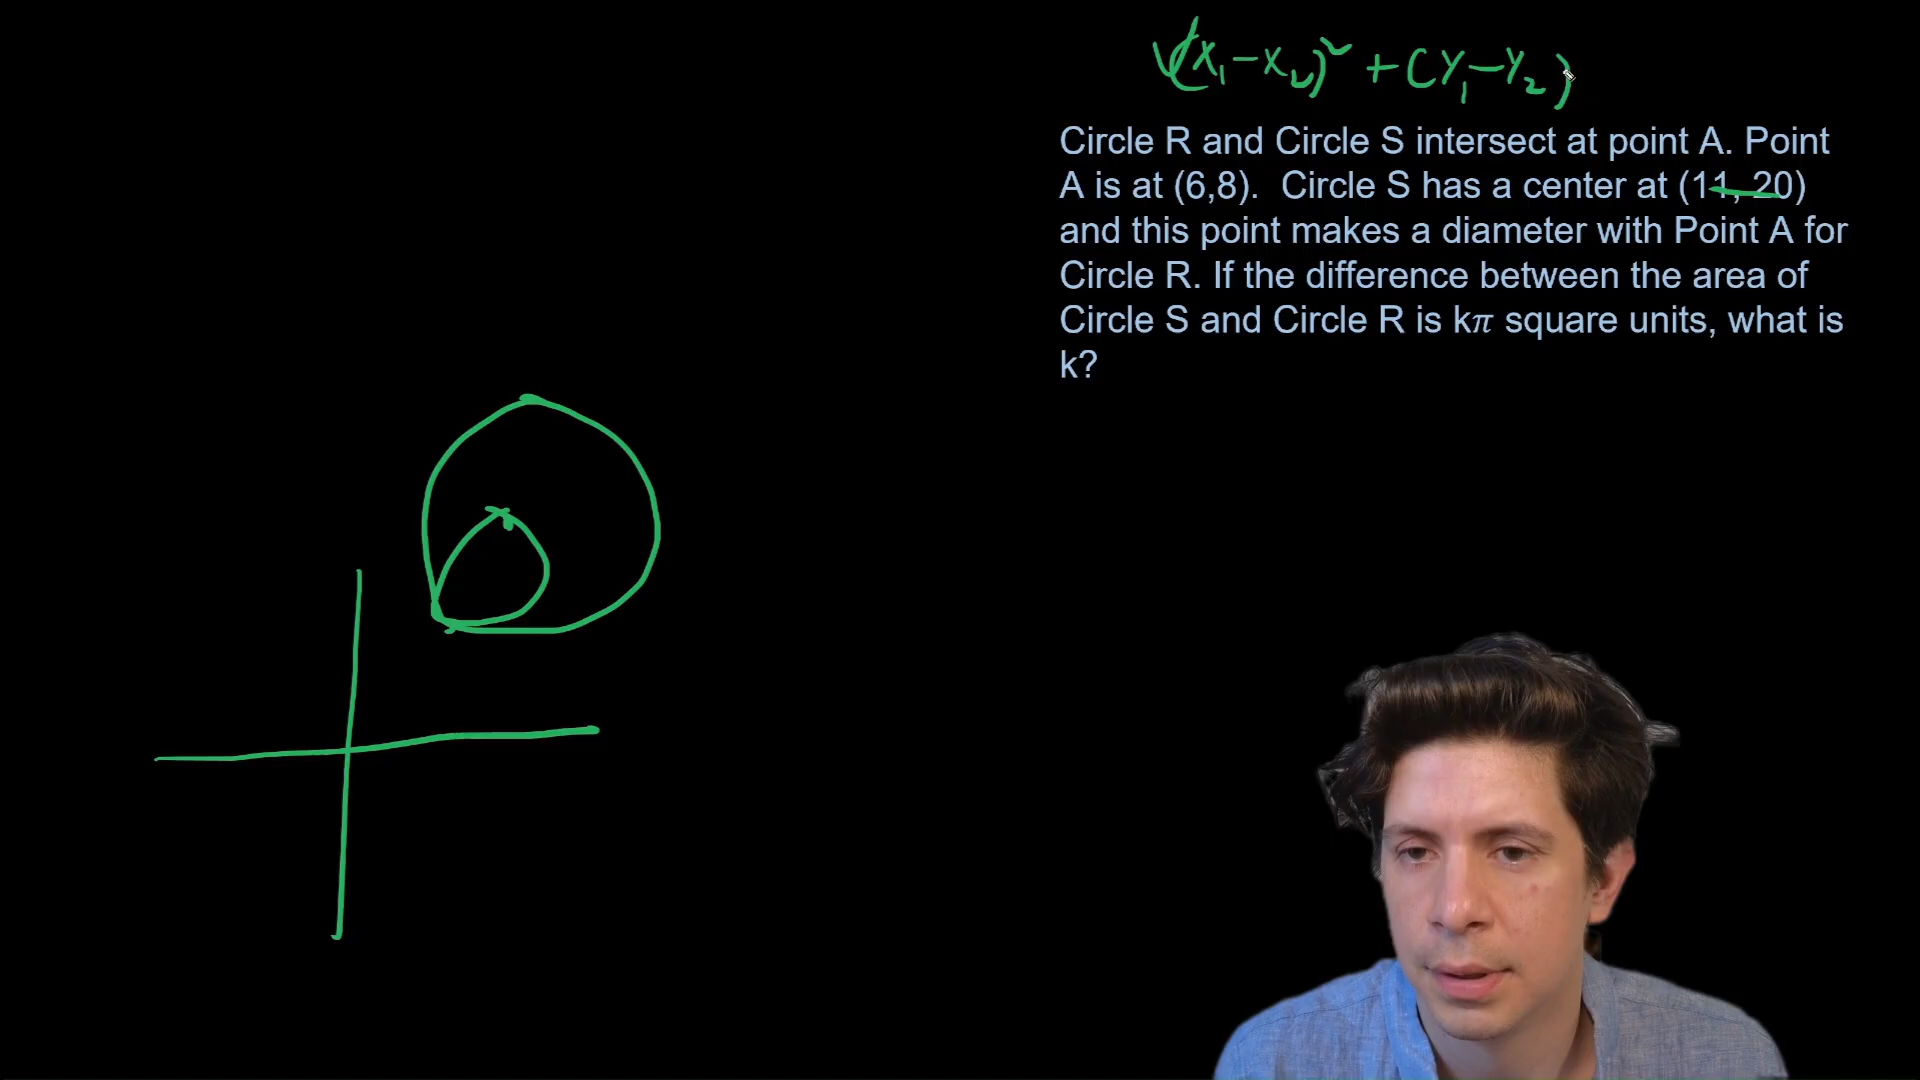 √(x₁-x₂)² + (y₁-y₂)
Circle R and Circle S intersect at point A. Point
A is at (6,8).  Circle S has a center at (11, 20)
and this point makes a diameter with Point A for
Circle R. If the difference between the area of
Circle S and Circle R is kπ square units, what is
k?